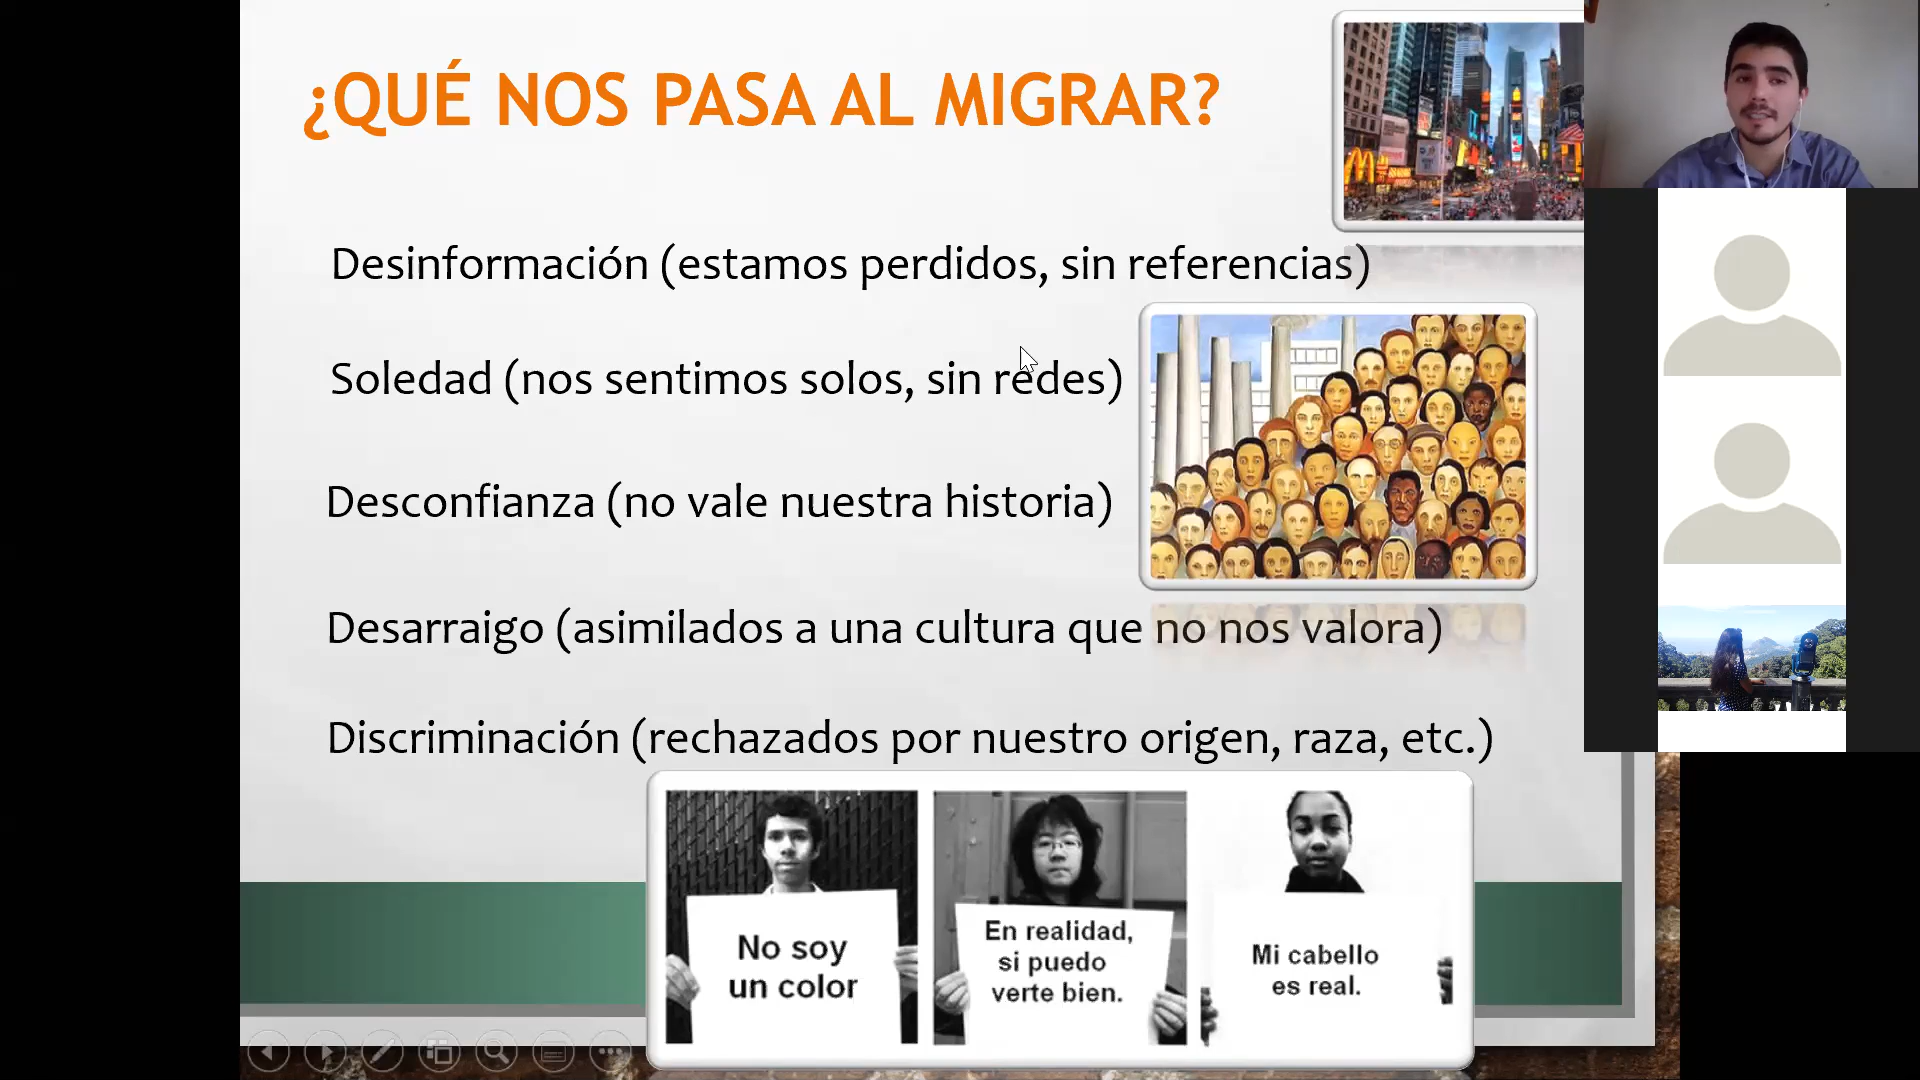 ¿QUÉ NOS PASA AL MIGRAR?
Desinformación (estamos perdidos, sin referencias)
Soledad (nos sentimos solos, sin redes)
Desconfianza (no vale nuestra historia)
Desarraigo (asimilados a una cultura que no nos valora)
Discriminación (rechazados por nuestro origen, raza, etc.)
No soy
un color
En realidad,
si puedo
verte bien.
Mi cabello
es real.